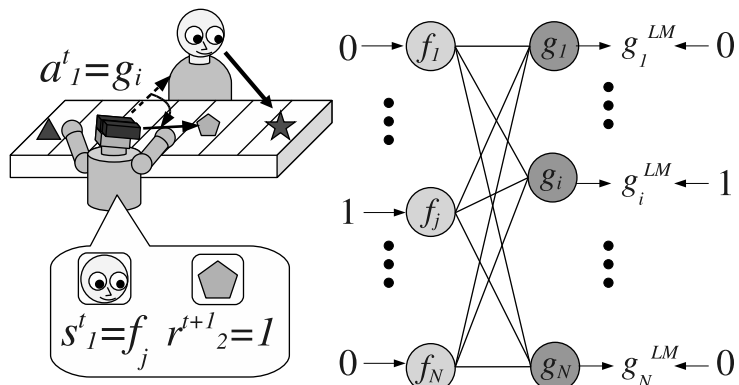 a^t_1=g_i
s^t_1=f_j r^{t+1}_2=1
0 f_1 g_1 g_1^{LM} 0
1 f_j g_i g_i^{LM} 1
0 f_N g_N g_N^{LM} 0